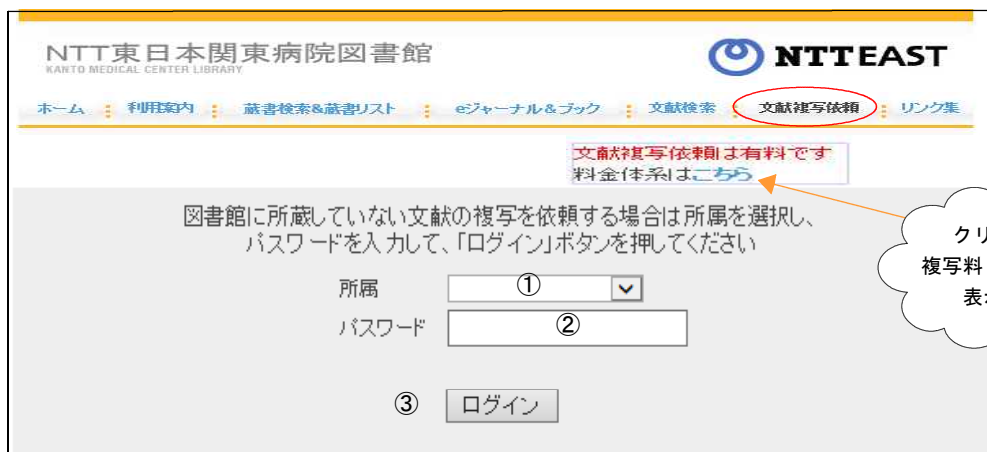 NTT東日本関東病院図書館
KANTO MEDICAL CENTER LIBRARY
NTT EAST
ホーム 利用案内 蔵書検索&蔵書リスト eジャーナル&ブック 文献検索 文献複写依頼 リンク集
文献複写依頼は有料です
料金体系はこちら
図書館に所蔵していない文献の複写を依頼する場合は所属を選択し、
パスワードを入力して、「ログイン」ボタンを押してください
クリ
複写料
表
所属 ①
パスワード ②
③ ログイン